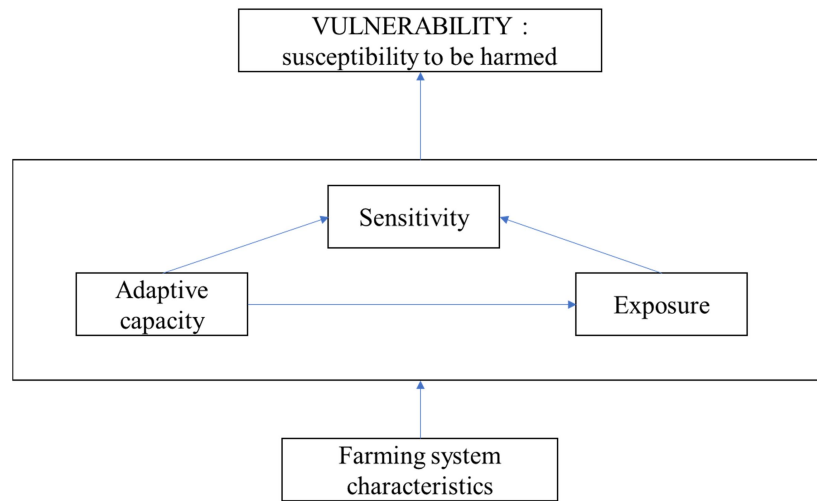 VULNERABILITY :
susceptibility to be harmed
Sensitivity
Adaptive
capacity
Exposure
Farming system
characteristics